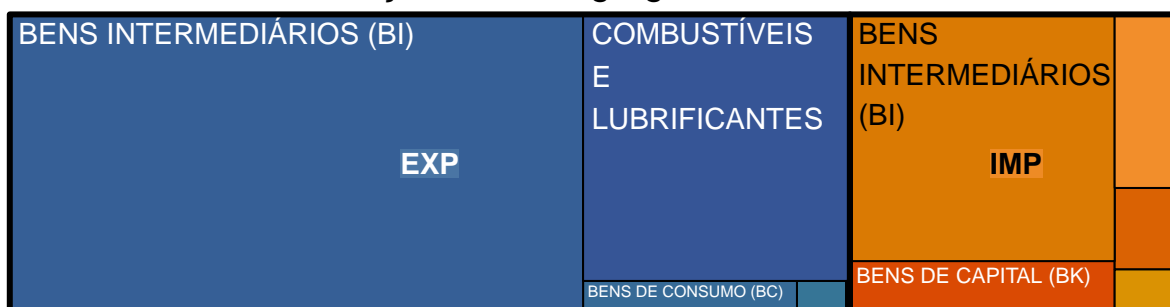 BENS INTERMEDIÁRIOS (BI)
EXP
COMBUSTÍVEIS
E
LUBRIFICANTES
BENS DE CONSUMO (BC)
BENS
INTERMEDIÁRIOS
(BI)
IMP
BENS DE CAPITAL (BK)